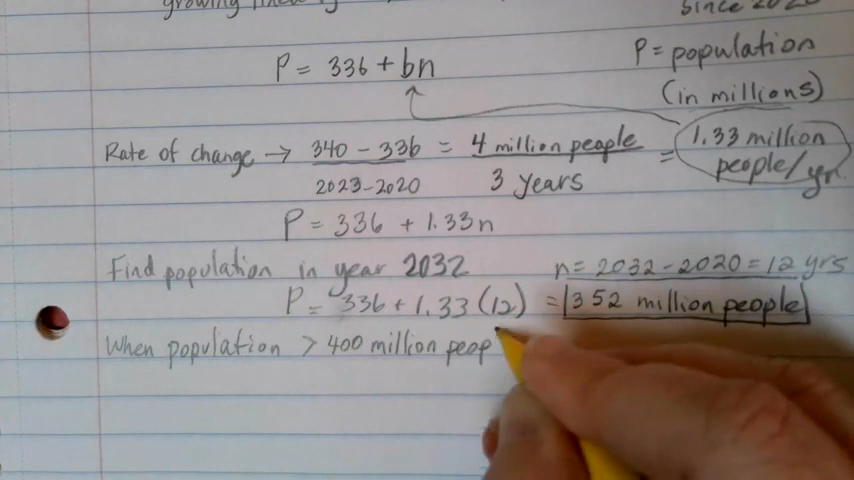 growing linearly
since 2020
P = 336 + bn
P = population
(in millions)
Rate of change → 340 - 336 / 2023-2020 = 4 million people / 3 years = 1.33 million people/yr.
P = 336 + 1.33n
Find population in year 2032
n = 2032 - 2020 = 12 yrs
P = 336 + 1.33 (12) = 352 million people
When population > 400 million peop